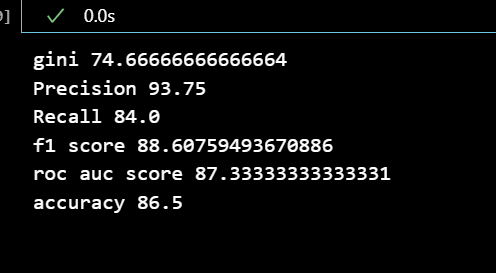 ] 0.0s
gini 74.66666666666664
Precision 93.75
Recall 84.0
f1 score 88.60759493670886
roc auc score 87.33333333333331
accuracy 86.5